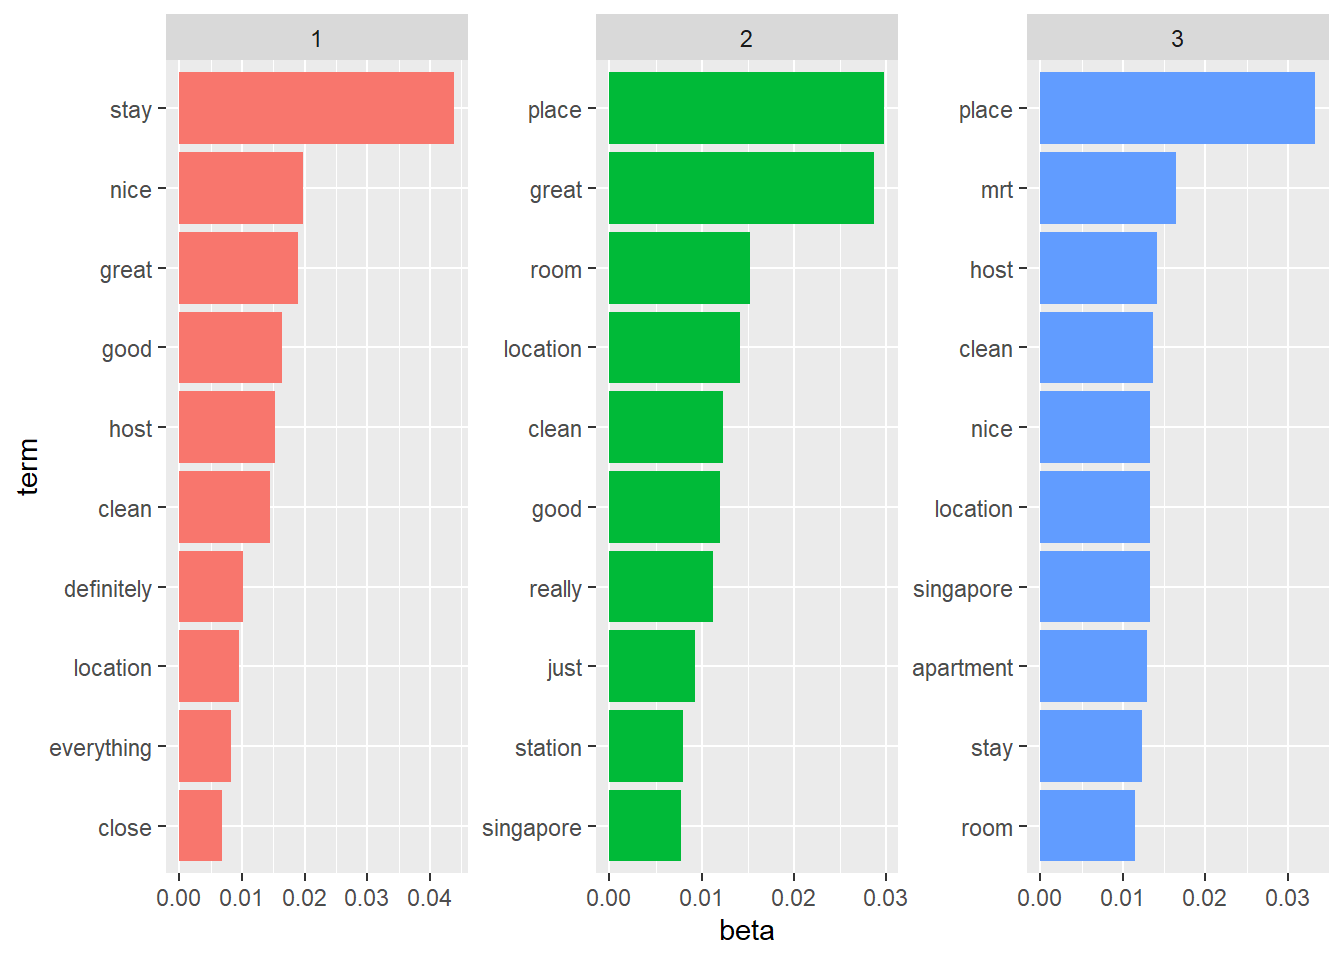 1
2
3
term
stay
nice
great
good
host
clean
definitely
location
everything
close
0.00 0.01 0.02 0.03 0.04
place
great
room
location
clean
good
really
just
station
singapore
0.00 0.01 0.02 0.03
place
mrt
host
clean
nice
location
singapore
apartment
stay
room
0.00 0.01 0.02 0.03
beta